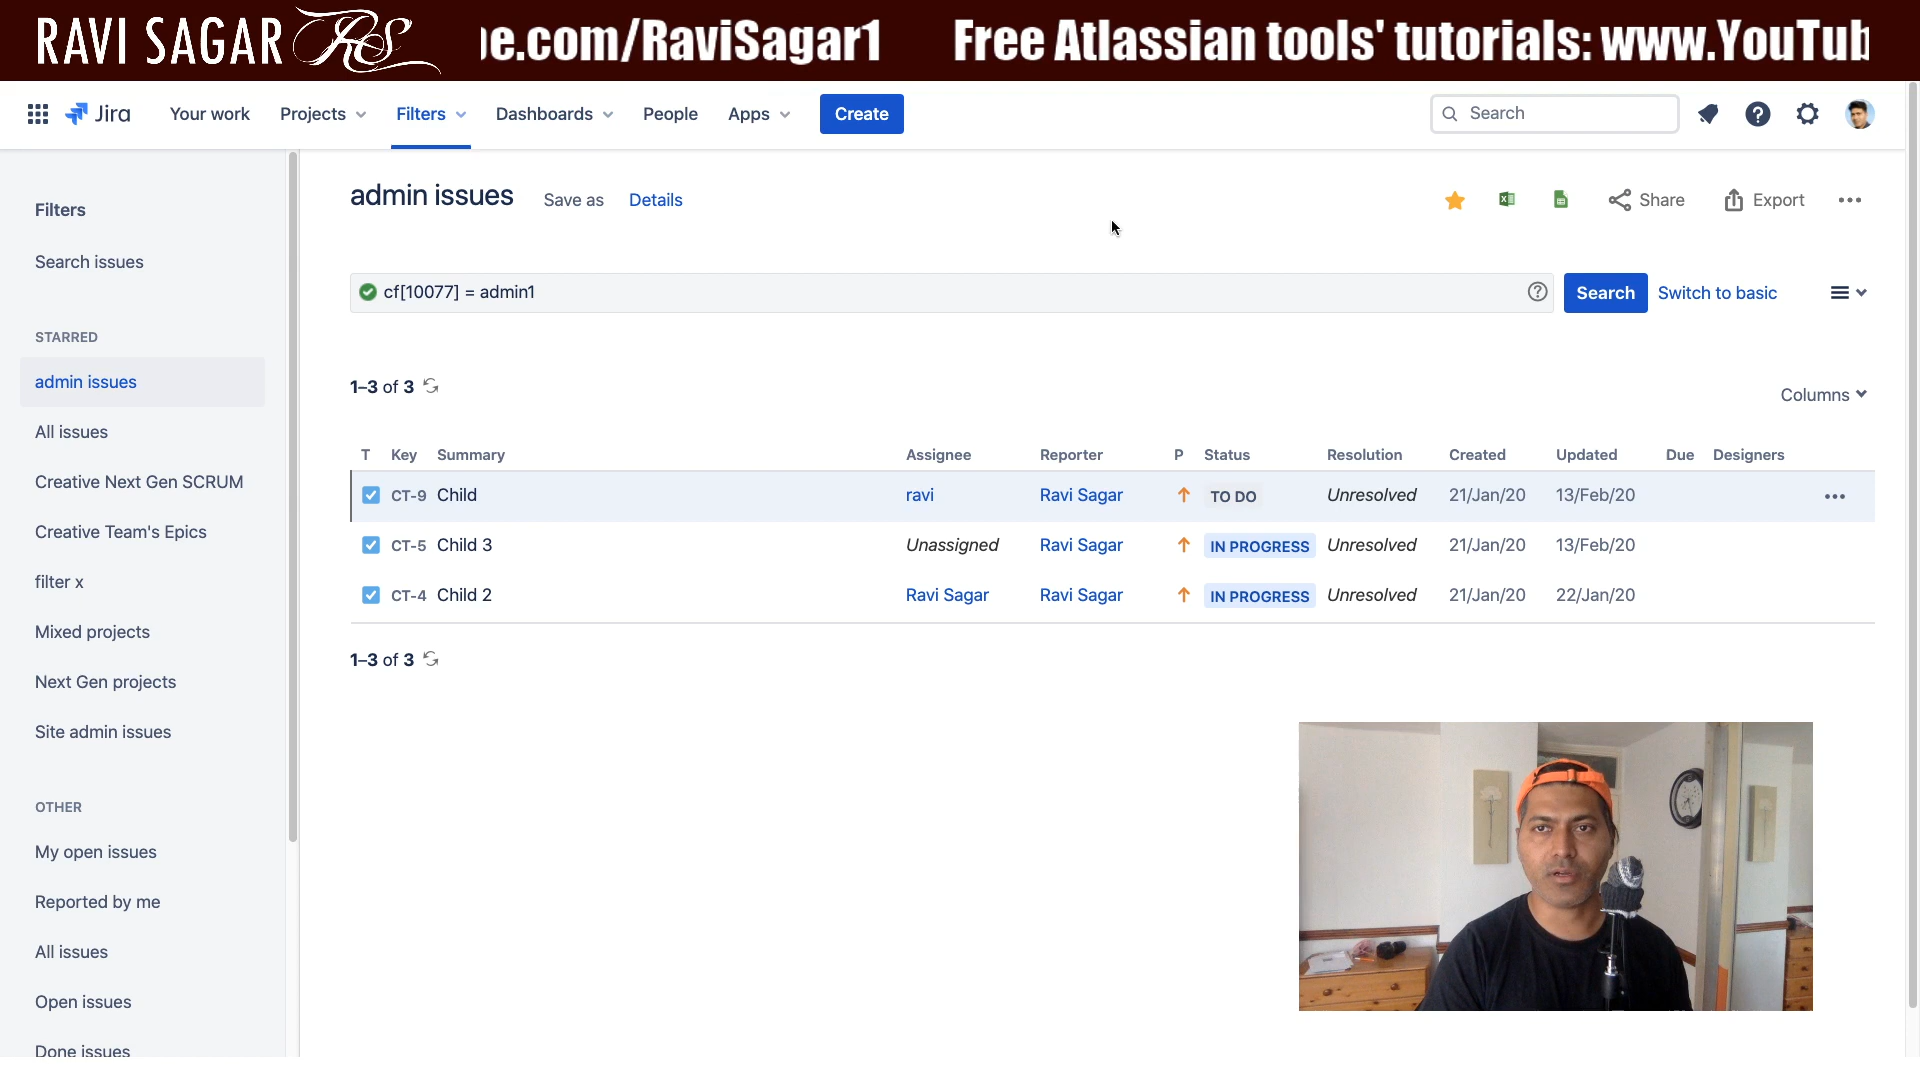 RAVI SAGAR RS
be.com/RaviSagar1 Free Atlassian tools' tutorials: www.YouTub
Jira Your work Projects Filters Dashboards People Apps Create Search
Filters
Search issues
STARRED
admin issues
All issues
Creative Next Gen SCRUM
Creative Team's Epics
filter x
Mixed projects
Next Gen projects
Site admin issues
OTHER
My open issues
Reported by me
All issues
Open issues
Done issues
admin issues Save as Details Share Export
cf[10077] = admin1 Search Switch to basic
1–3 of 3
Columns
T Key Summary Assignee Reporter P Status Resolution Created Updated Due Designers
CT-9 Child ravi Ravi Sagar TO DO Unresolved 21/Jan/20 13/Feb/20
CT-5 Child 3 Unassigned Ravi Sagar IN PROGRESS Unresolved 21/Jan/20 13/Feb/20
CT-4 Child 2 Ravi Sagar Ravi Sagar IN PROGRESS Unresolved 21/Jan/20 22/Jan/20
1–3 of 3